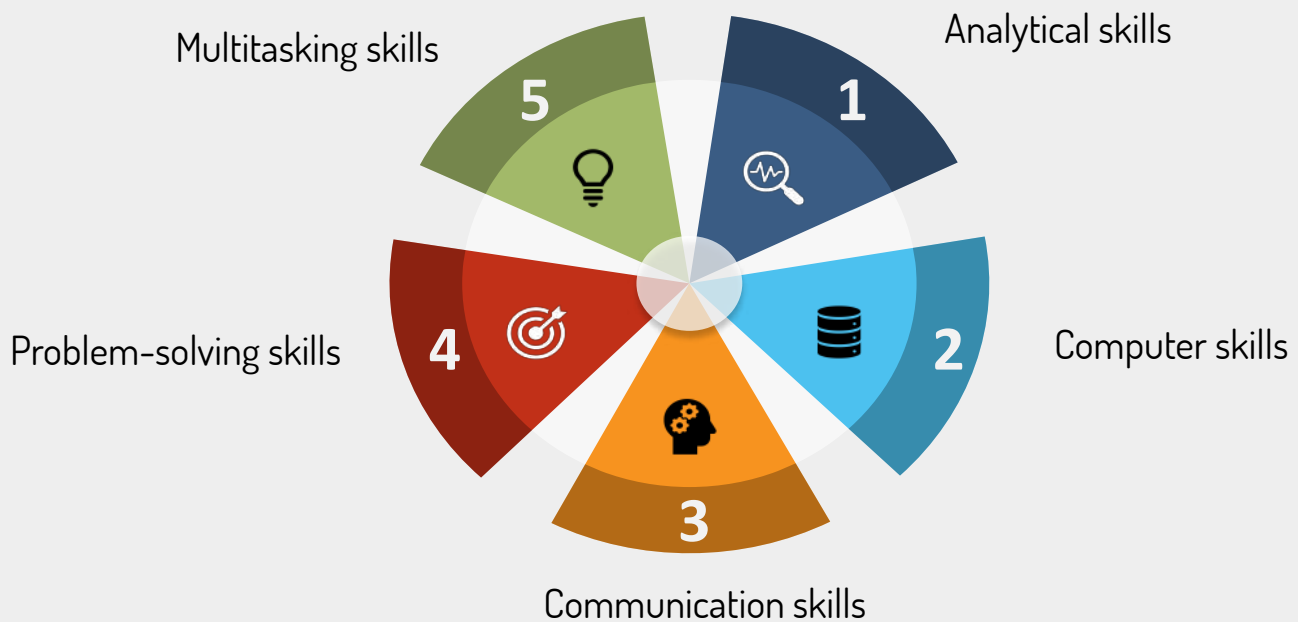 Analytical skills
1
Computer skills
2
Communication skills
3
Problem-solving skills
4
Multitasking skills
5